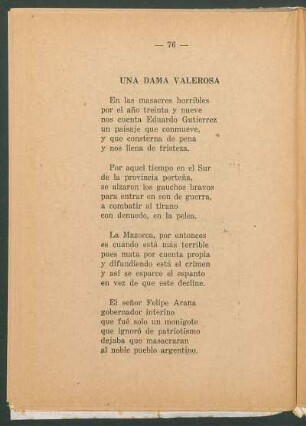 — 76 —
UNA DAMA VALEROSA
En las masacres horribles
por el año treinta y nueve
nos cuenta Eduardo Gutierrez
un paisaje que conmueve,
y que consterna de pena
y nos llena de tristeza.
Por aquel tiempo en el Sur
de la provincia porteña,
se alzaron los gauchos bravos
para entrar en son de guerra,
a combatir al tirano
con denuedo, en la pelea.
La Mazorca, por entonces
es cuando está más terrible
pues mata por cuenta propia
y difundiendo está el crimen
y así se esparce el espanto
en vez de que este decline.
El señor Felipe Arana
gobernador interino
que fué solo un monigote
que ignoró de patriotismo
dejaba que masacraran
al noble pueblo argentino.